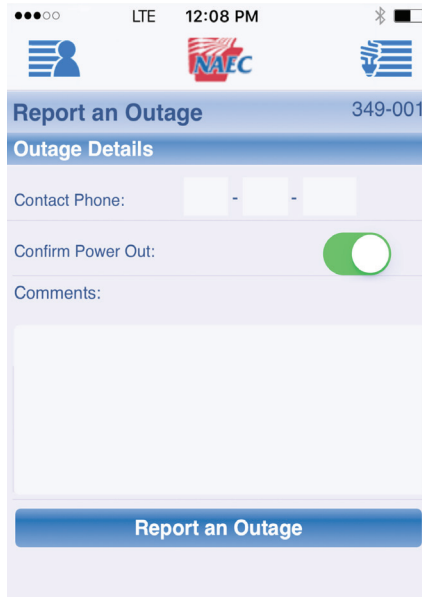 LTE 12:08 PM
NAEC
Report an Outage 349-001
Outage Details
Contact Phone: - -
Confirm Power Out:
Comments:
Report an Outage